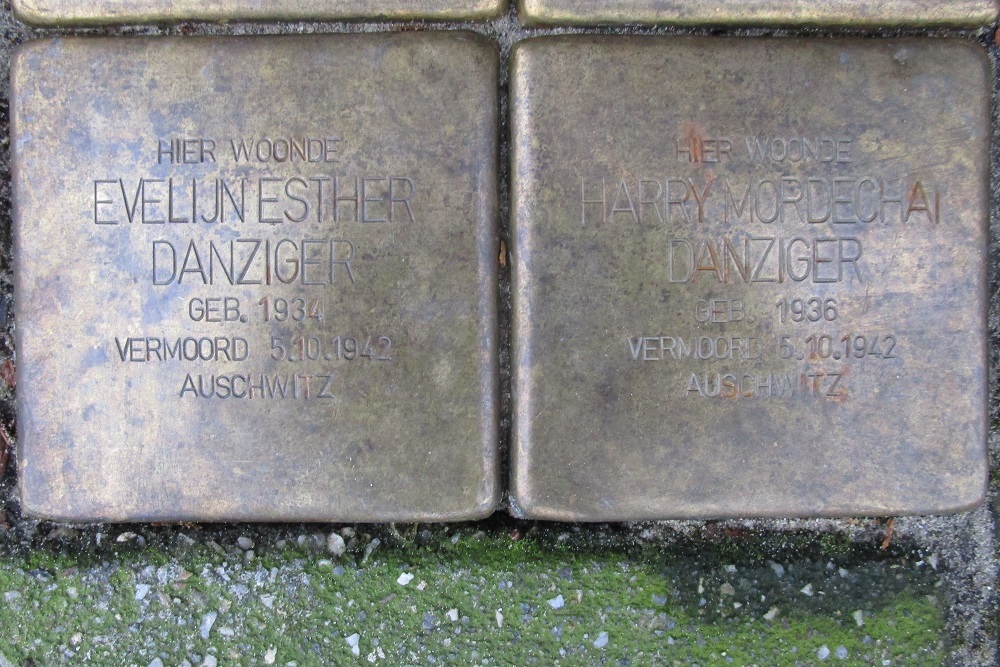 HIER WOONDE
EVELIJN ESTHER
DANZIGER
GEB. 1934
VERMOORD 5.10.1942
AUSCHWITZ
HIER WOONDE
HARRY MORDECHAI
DANZIGER
GEB. 1936
VERMOORD 5.10.1942
AUSCHWITZ